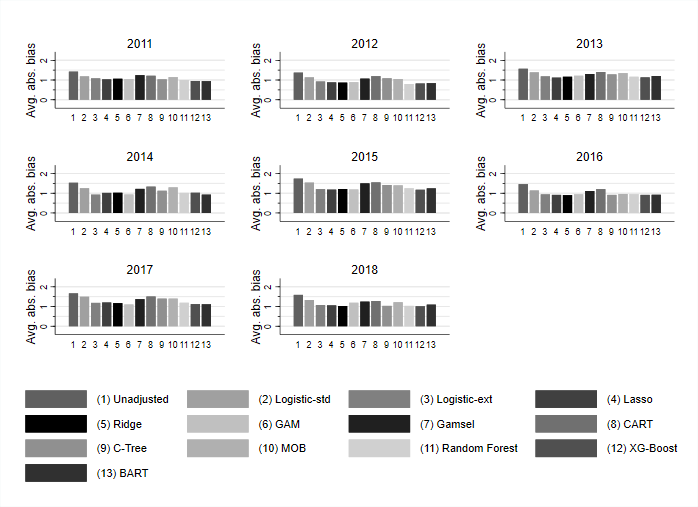 2011 2012 2013
Avg. abs. bias Avg. abs. bias Avg. abs. bias
2 2 2
1 1 1
0 0 0
1 2 3 4 5 6 7 8 9 10 11 12 13 1 2 3 4 5 6 7 8 9 10 11 12 13 1 2 3 4 5 6 7 8 9 10 11 12 13
2014 2015 2016
Avg. abs. bias Avg. abs. bias Avg. abs. bias
2 2 2
1 1 1
0 0 0
1 2 3 4 5 6 7 8 9 10 11 12 13 1 2 3 4 5 6 7 8 9 10 11 12 13 1 2 3 4 5 6 7 8 9 10 11 12 13
2017 2018
Avg. abs. bias Avg. abs. bias
2 2
1 1
0 0
1 2 3 4 5 6 7 8 9 10 11 12 13 1 2 3 4 5 6 7 8 9 10 11 12 13
(1) Unadjusted (2) Logistic-std (3) Logistic-ext (4) Lasso
(5) Ridge (6) GAM (7) Gamsel (8) CART
(9) C-Tree (10) MOB (11) Random Forest (12) XG-Boost
(13) BART